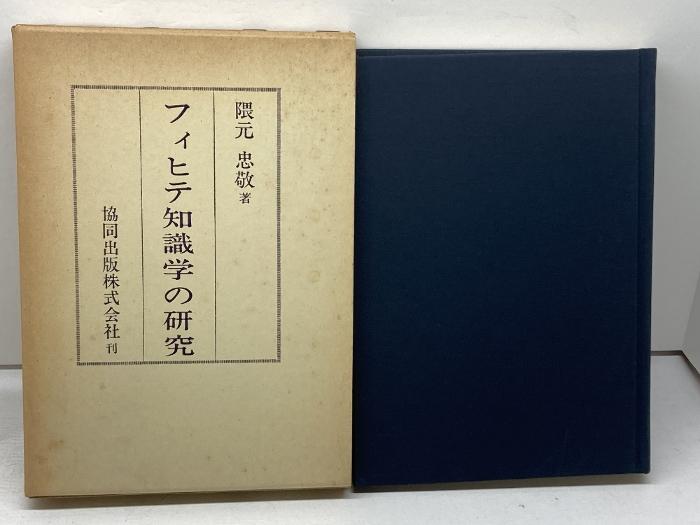 隈元忠敬著
フィヒテ知識学の研究
協同出版株式会社刊